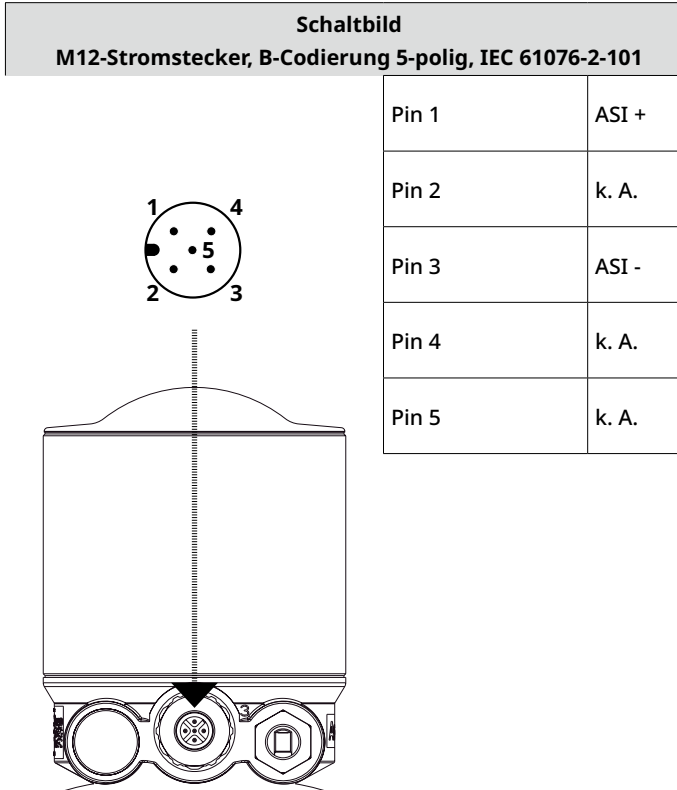 Schaltbild
M12-Stromstecker, B-Codierung 5-polig, IEC 61076-2-101
Pin 1 ASI +
Pin 2 k. A.
Pin 3 ASI -
Pin 4 k. A.
Pin 5 k. A.
1 4
5
2 3
3